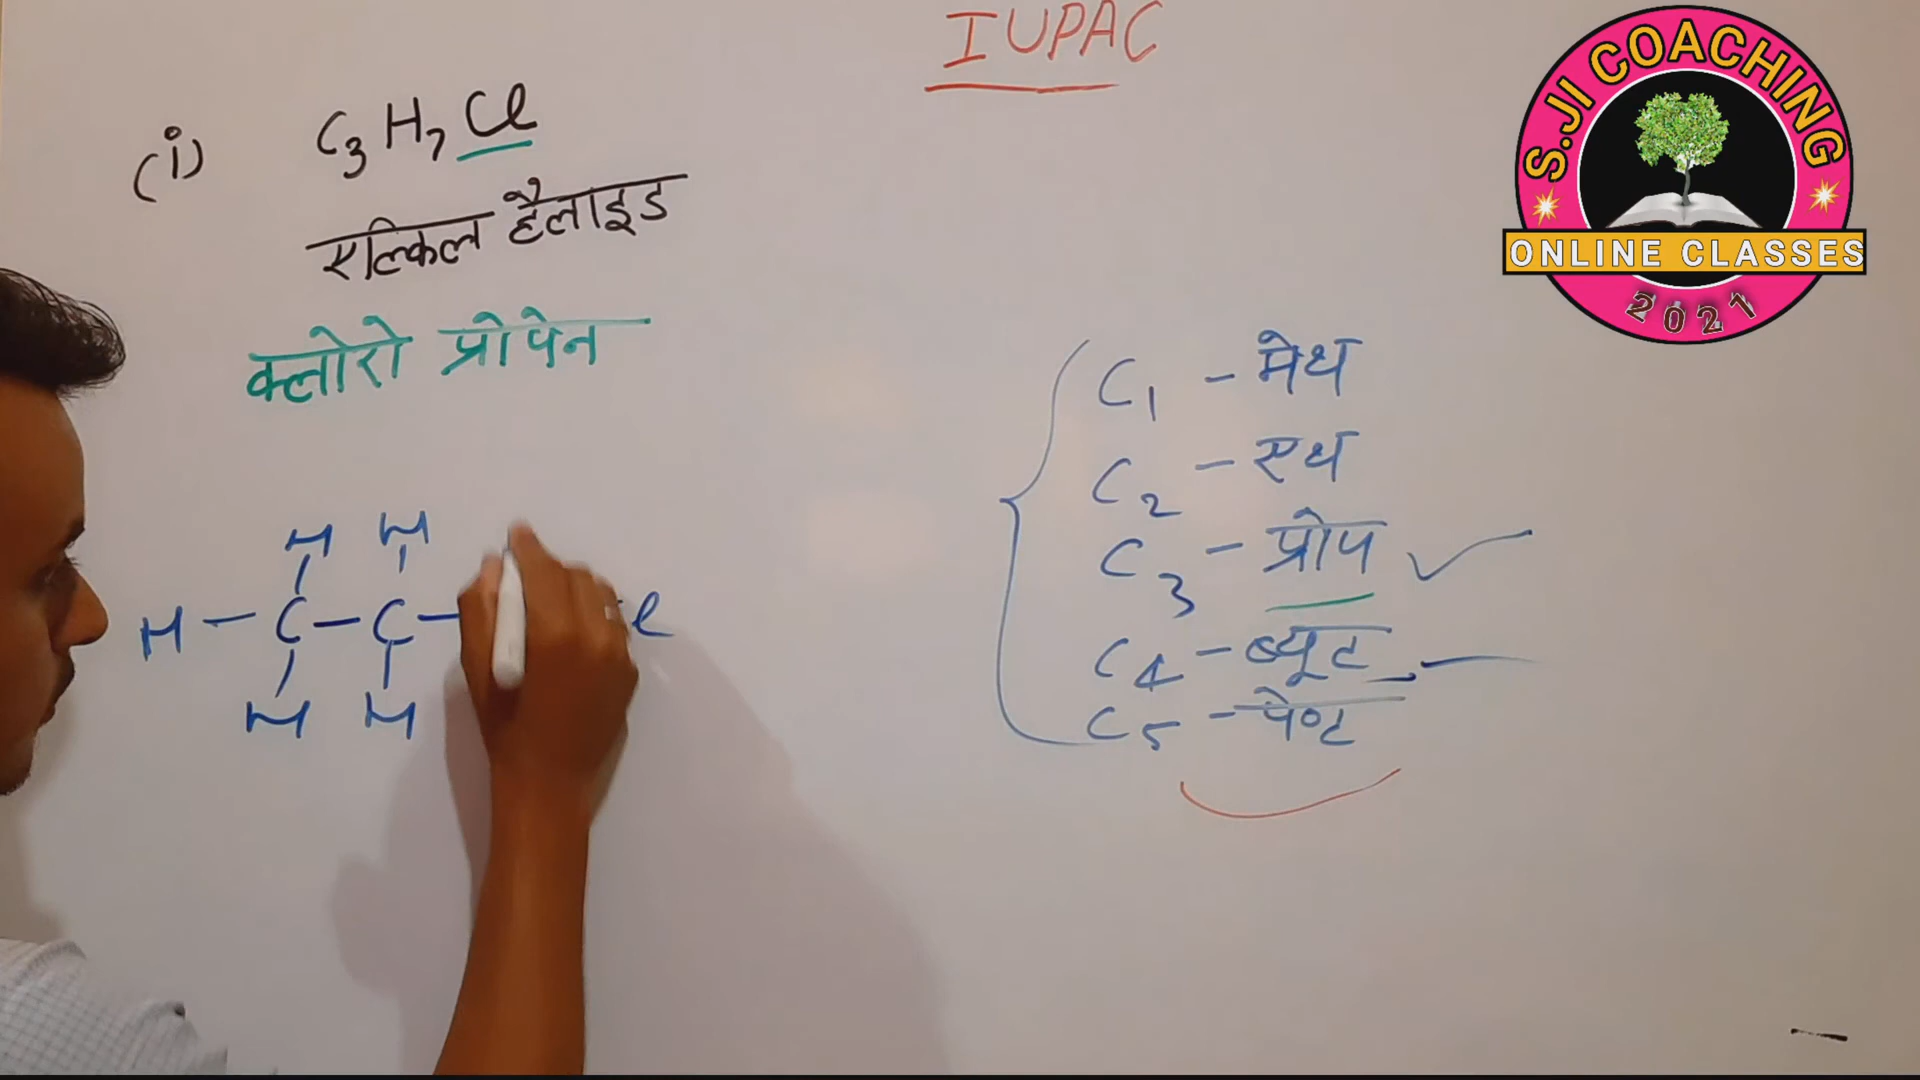 IUPAC
(i) C₃H₇Cl
एल्किल हैलाइड
क्लोरो प्रोपेन
H H
H – C – C – l
H H
C₁ – मेथ
C₂ – एथ
C₃ – प्रोप ✓
C₄ – ब्यूट
C₅ – पेण्ट
S.JI COACHING
ONLINE CLASSES
2021